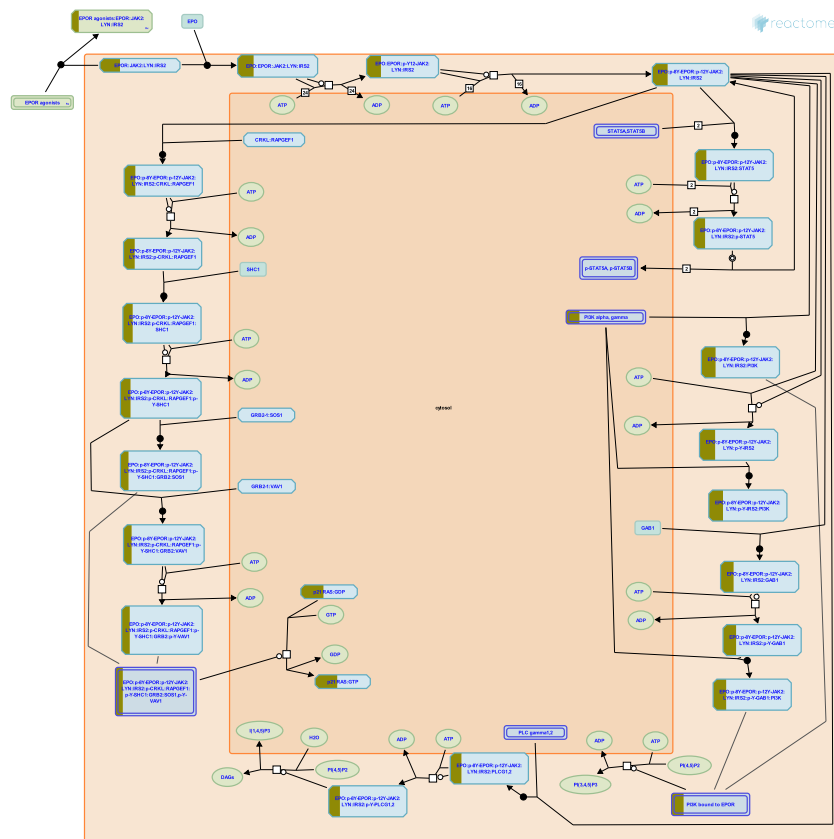 EPOR agonists:EPOR:JAK2:
LYN:IRS2
EPO
reactome
EPOR:JAK2:LYN:IRS2
EPO:EPOR:JAK2:LYN:IRS2
EPO:EPOR:p-Y12-JAK2:
LYN:IRS2
EPO:p-8Y-EPOR:p-12Y-JAK2:
LYN:IRS2
EPOR agonists
24
24
16
16
ATP
ADP
ATP
ADP
CRKL:RAPGEF1
STAT5A,STAT5B
2
EPO:p-8Y-EPOR:p-12Y-JAK2:
LYN:IRS2:CRKL:RAPGEF1
ATP
EPO:p-8Y-EPOR:p-12Y-JAK2:
LYN:IRS2:STAT5
ATP
2
ADP
2
ADP
EPO:p-8Y-EPOR:p-12Y-JAK2:
LYN:IRS2:p-STAT5
EPO:p-8Y-EPOR:p-12Y-JAK2:
LYN:IRS2:p-CRKL:RAPGEF1
SHC1
p-STAT5A, p-STAT5B
2
EPO:p-8Y-EPOR:p-12Y-JAK2:
LYN:IRS2:p-CRKL:RAPGEF1:
SHC1
PI3K alpha, gamma
ATP
EPO:p-8Y-EPOR:p-12Y-JAK2:
LYN:IRS2:PI3K
ADP
ATP
EPO:p-8Y-EPOR:p-12Y-JAK2:
LYN:IRS2:p-CRKL:RAPGEF1:p-
Y-SHC1
GRB2-1:SOS1
cytosol
ADP
EPO:p-8Y-EPOR:p-12Y-JAK2:
LYN:p-Y-IRS2
EPO:p-8Y-EPOR:p-12Y-JAK2:
LYN:IRS2:p-CRKL:RAPGEF1:p-
Y-SHC1:GRB2:SOS1
GRB2-1:VAV1
EPO:p-8Y-EPOR:p-12Y-JAK2:
LYN:p-Y-IRS2:PI3K
GAB1
EPO:p-8Y-EPOR:p-12Y-JAK2:
LYN:IRS2:p-CRKL:RAPGEF1:p-
Y-SHC1:GRB2:VAV1
ATP
EPO:p-8Y-EPOR:p-12Y-JAK2:
LYN:IRS2:GAB1
ADP
p21 RAS:GDP
ATP
GTP
ADP
EPO:p-8Y-EPOR:p-12Y-JAK2:
LYN:IRS2:p-CRKL:RAPGEF1:p-
Y-SHC1:GRB2:p-Y-VAV1
EPO:p-8Y-EPOR:p-12Y-JAK2:
LYN:IRS2:p-Y-GAB1
GDP
p21 RAS:GTP
EPO:p-8Y-EPOR:p-12Y-JAK2:
LYN:IRS2:p-CRKL:RAPGEF1:
p-Y-SHC1:GRB2:SOS1,p-Y-
VAV1
EPO:p-8Y-EPOR:p-12Y-JAK2:
LYN:IRS2:p-Y-GAB1:PI3K
I(1,4,5)P3
H2O
ADP
ATP
PLC gamma1,2
ADP
ATP
DAGs
PI(4,5)P2
EPO:p-8Y-EPOR:p-12Y-JAK2:
LYN:IRS2:PLCG1,2
PI(4,5)P2
PI(3,4,5)P3
EPO:p-8Y-EPOR:p-12Y-JAK2:
LYN:IRS2:p-Y-PLCG1,2
PI3K bound to EPOR